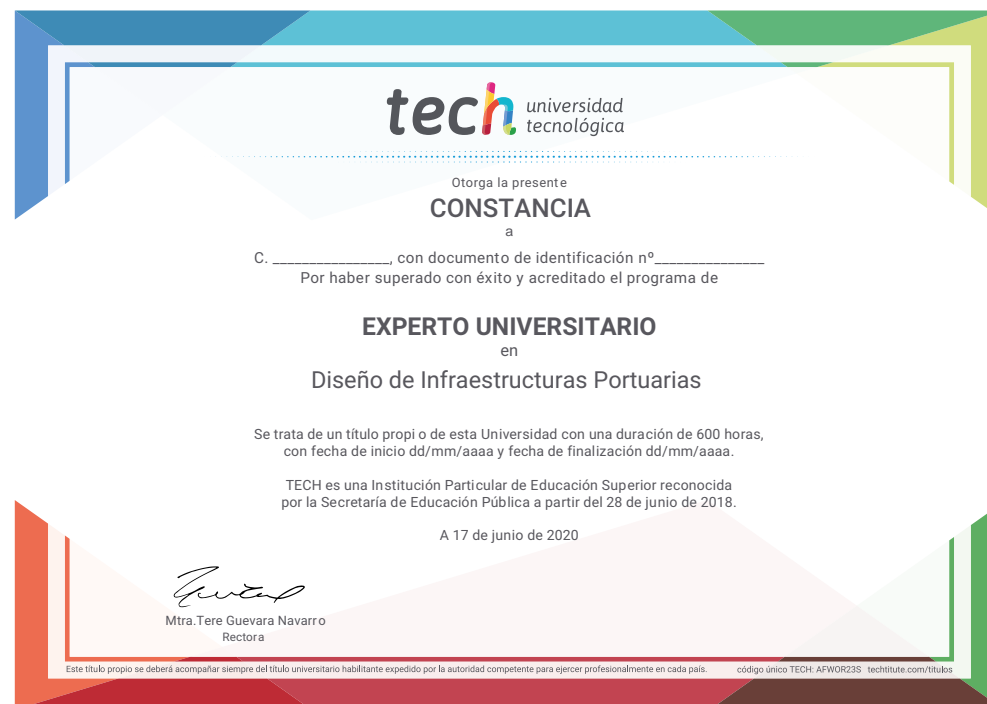 tech universidad
tecnológica
Otorga la presente
CONSTANCIA
a
C. ________________, con documento de identificación nº_______________
Por haber superado con éxito y acreditado el programa de
EXPERTO UNIVERSITARIO
en
Diseño de Infraestructuras Portuarias
Se trata de un título propi o de esta Universidad con una duración de 600 horas,
con fecha de inicio dd/mm/aaaa y fecha de finalización dd/mm/aaaa.
TECH es una Institución Particular de Educación Superior reconocida
por la Secretaría de Educación Pública a partir del 28 de junio de 2018.
A 17 de junio de 2020
Mtra.Tere Guevara Navarro
Rectora
Este título propio se deberá acompañar siempre del título universitario habilitante expedido por la autoridad competente para ejercer profesionalmente en cada país. código único TECH: AFWOR23S techtitute.com/titulos